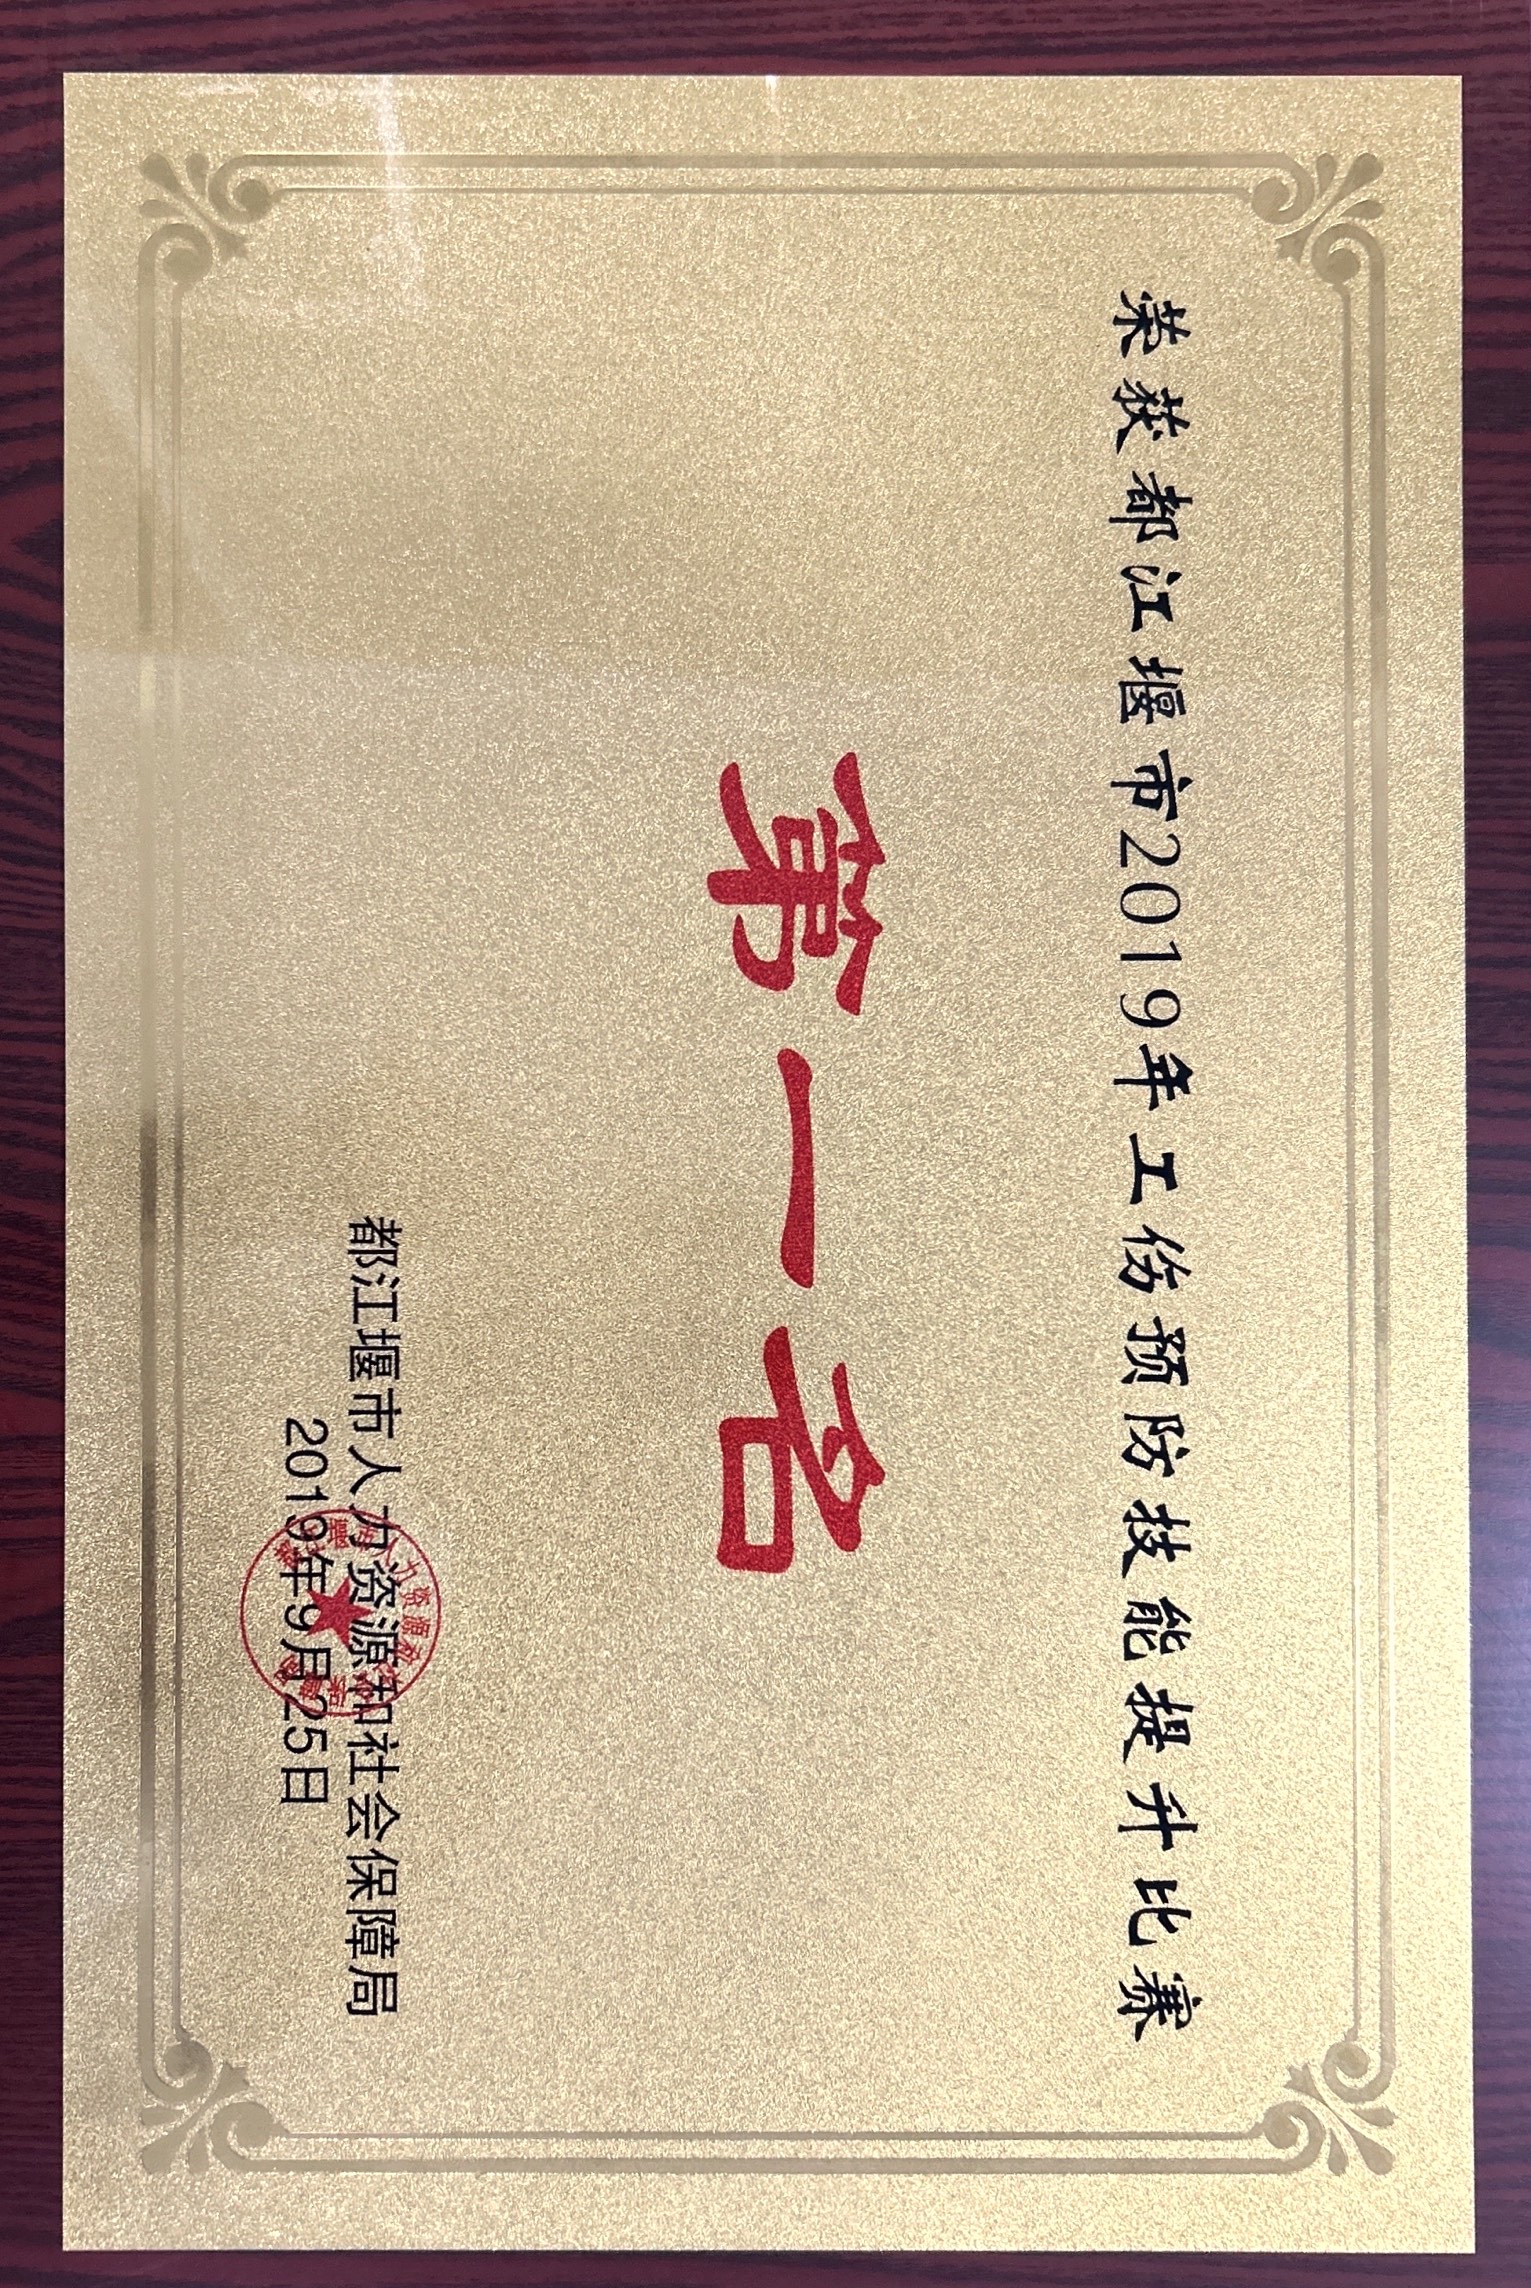 荣获都江堰市2019年工伤预防技能提升比赛
第一名
都江堰市人力资源和社会保障局
2019年9月25日